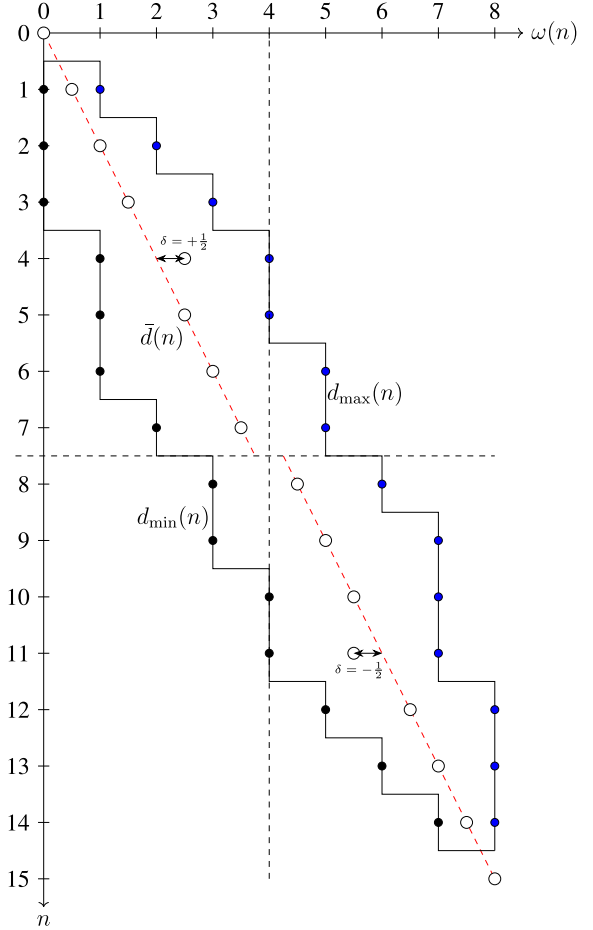 0 1 2 3 4 5 6 7 8
ω(n)
0
1
2
3
δ = +½
4
5
d̄(n)
6
d_max(n)
7
8
d_min(n)
9
10
11
δ = −½
12
13
14
15
n